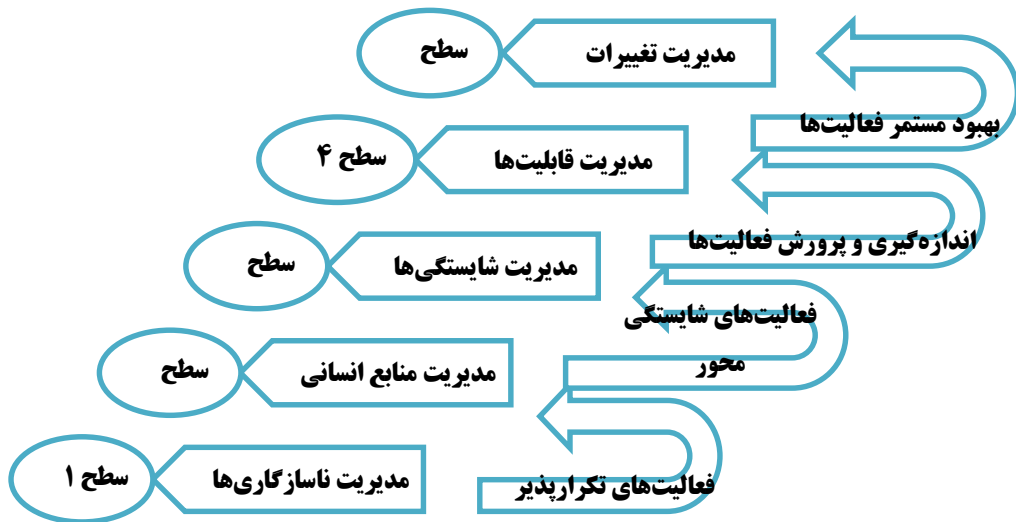 مدیریت تغییرات
سطح
بهبود مستمر فعالیت‌ها
مدیریت قابلیت‌ها
سطح ۴
اندازه‌گیری و پرورش فعالیت‌ها
مدیریت شایستگی‌ها
سطح
فعالیت‌های شایستگی
محور
مدیریت منابع انسانی
سطح
فعالیت‌های تکرارپذیر
مدیریت ناسازگاری‌ها
سطح ۱